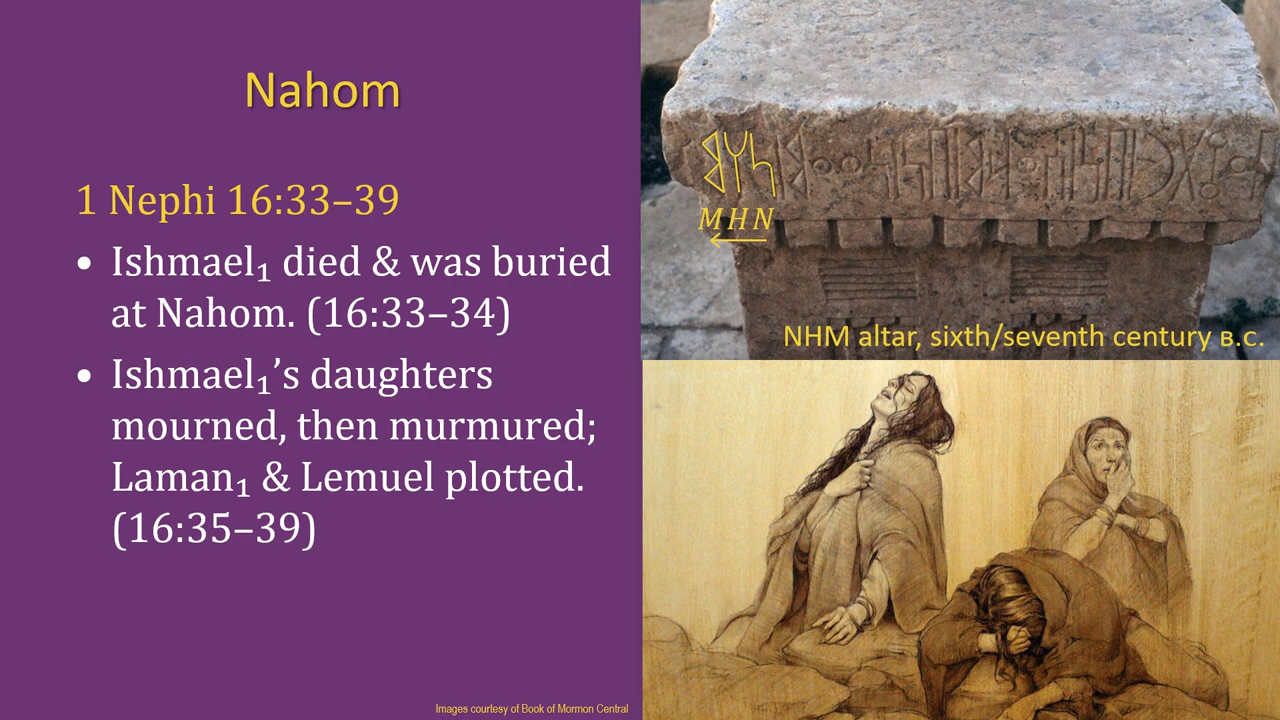 Nahom
1 Nephi 16:33–39
• Ishmael₁ died & was buried
at Nahom. (16:33–34)
• Ishmael₁’s daughters
mourned, then murmured;
Laman₁ & Lemuel plotted.
(16:35–39)
Images courtesy of Book of Mormon Central
MHN
NHM altar, sixth/seventh century B.C.